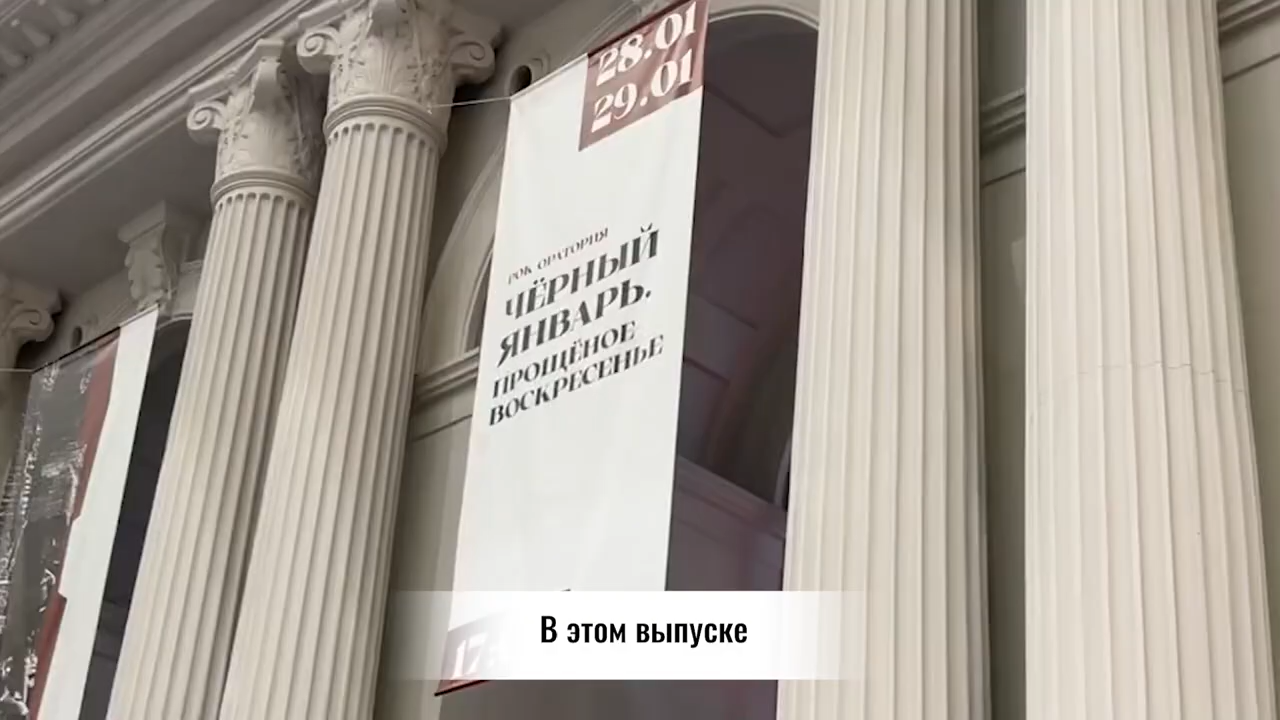 28.01
29.01
РОК ОРАТОРИЯ
ЧЁРНЫЙ
ЯНВАРЬ.
ПРОЩЁНОЕ
ВОСКРЕСЕНЬЕ
В этом выпуске